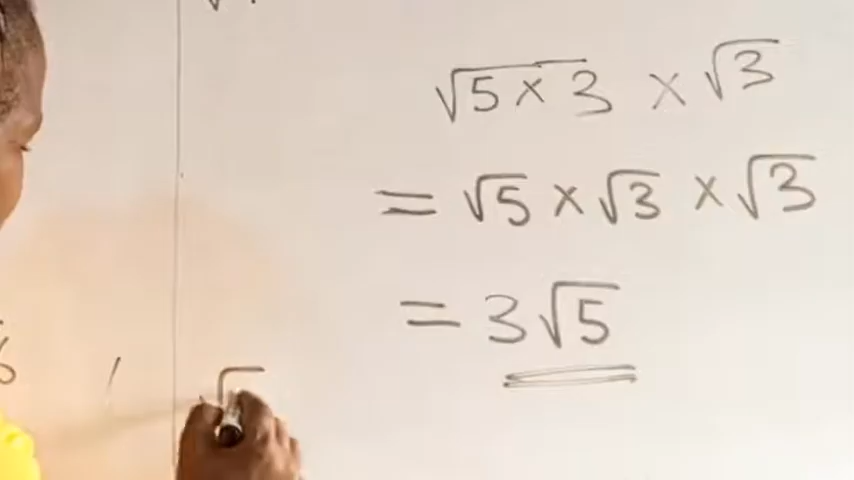 √(5 × 3) × √3
= √5 × √3 × √3
= 3√5